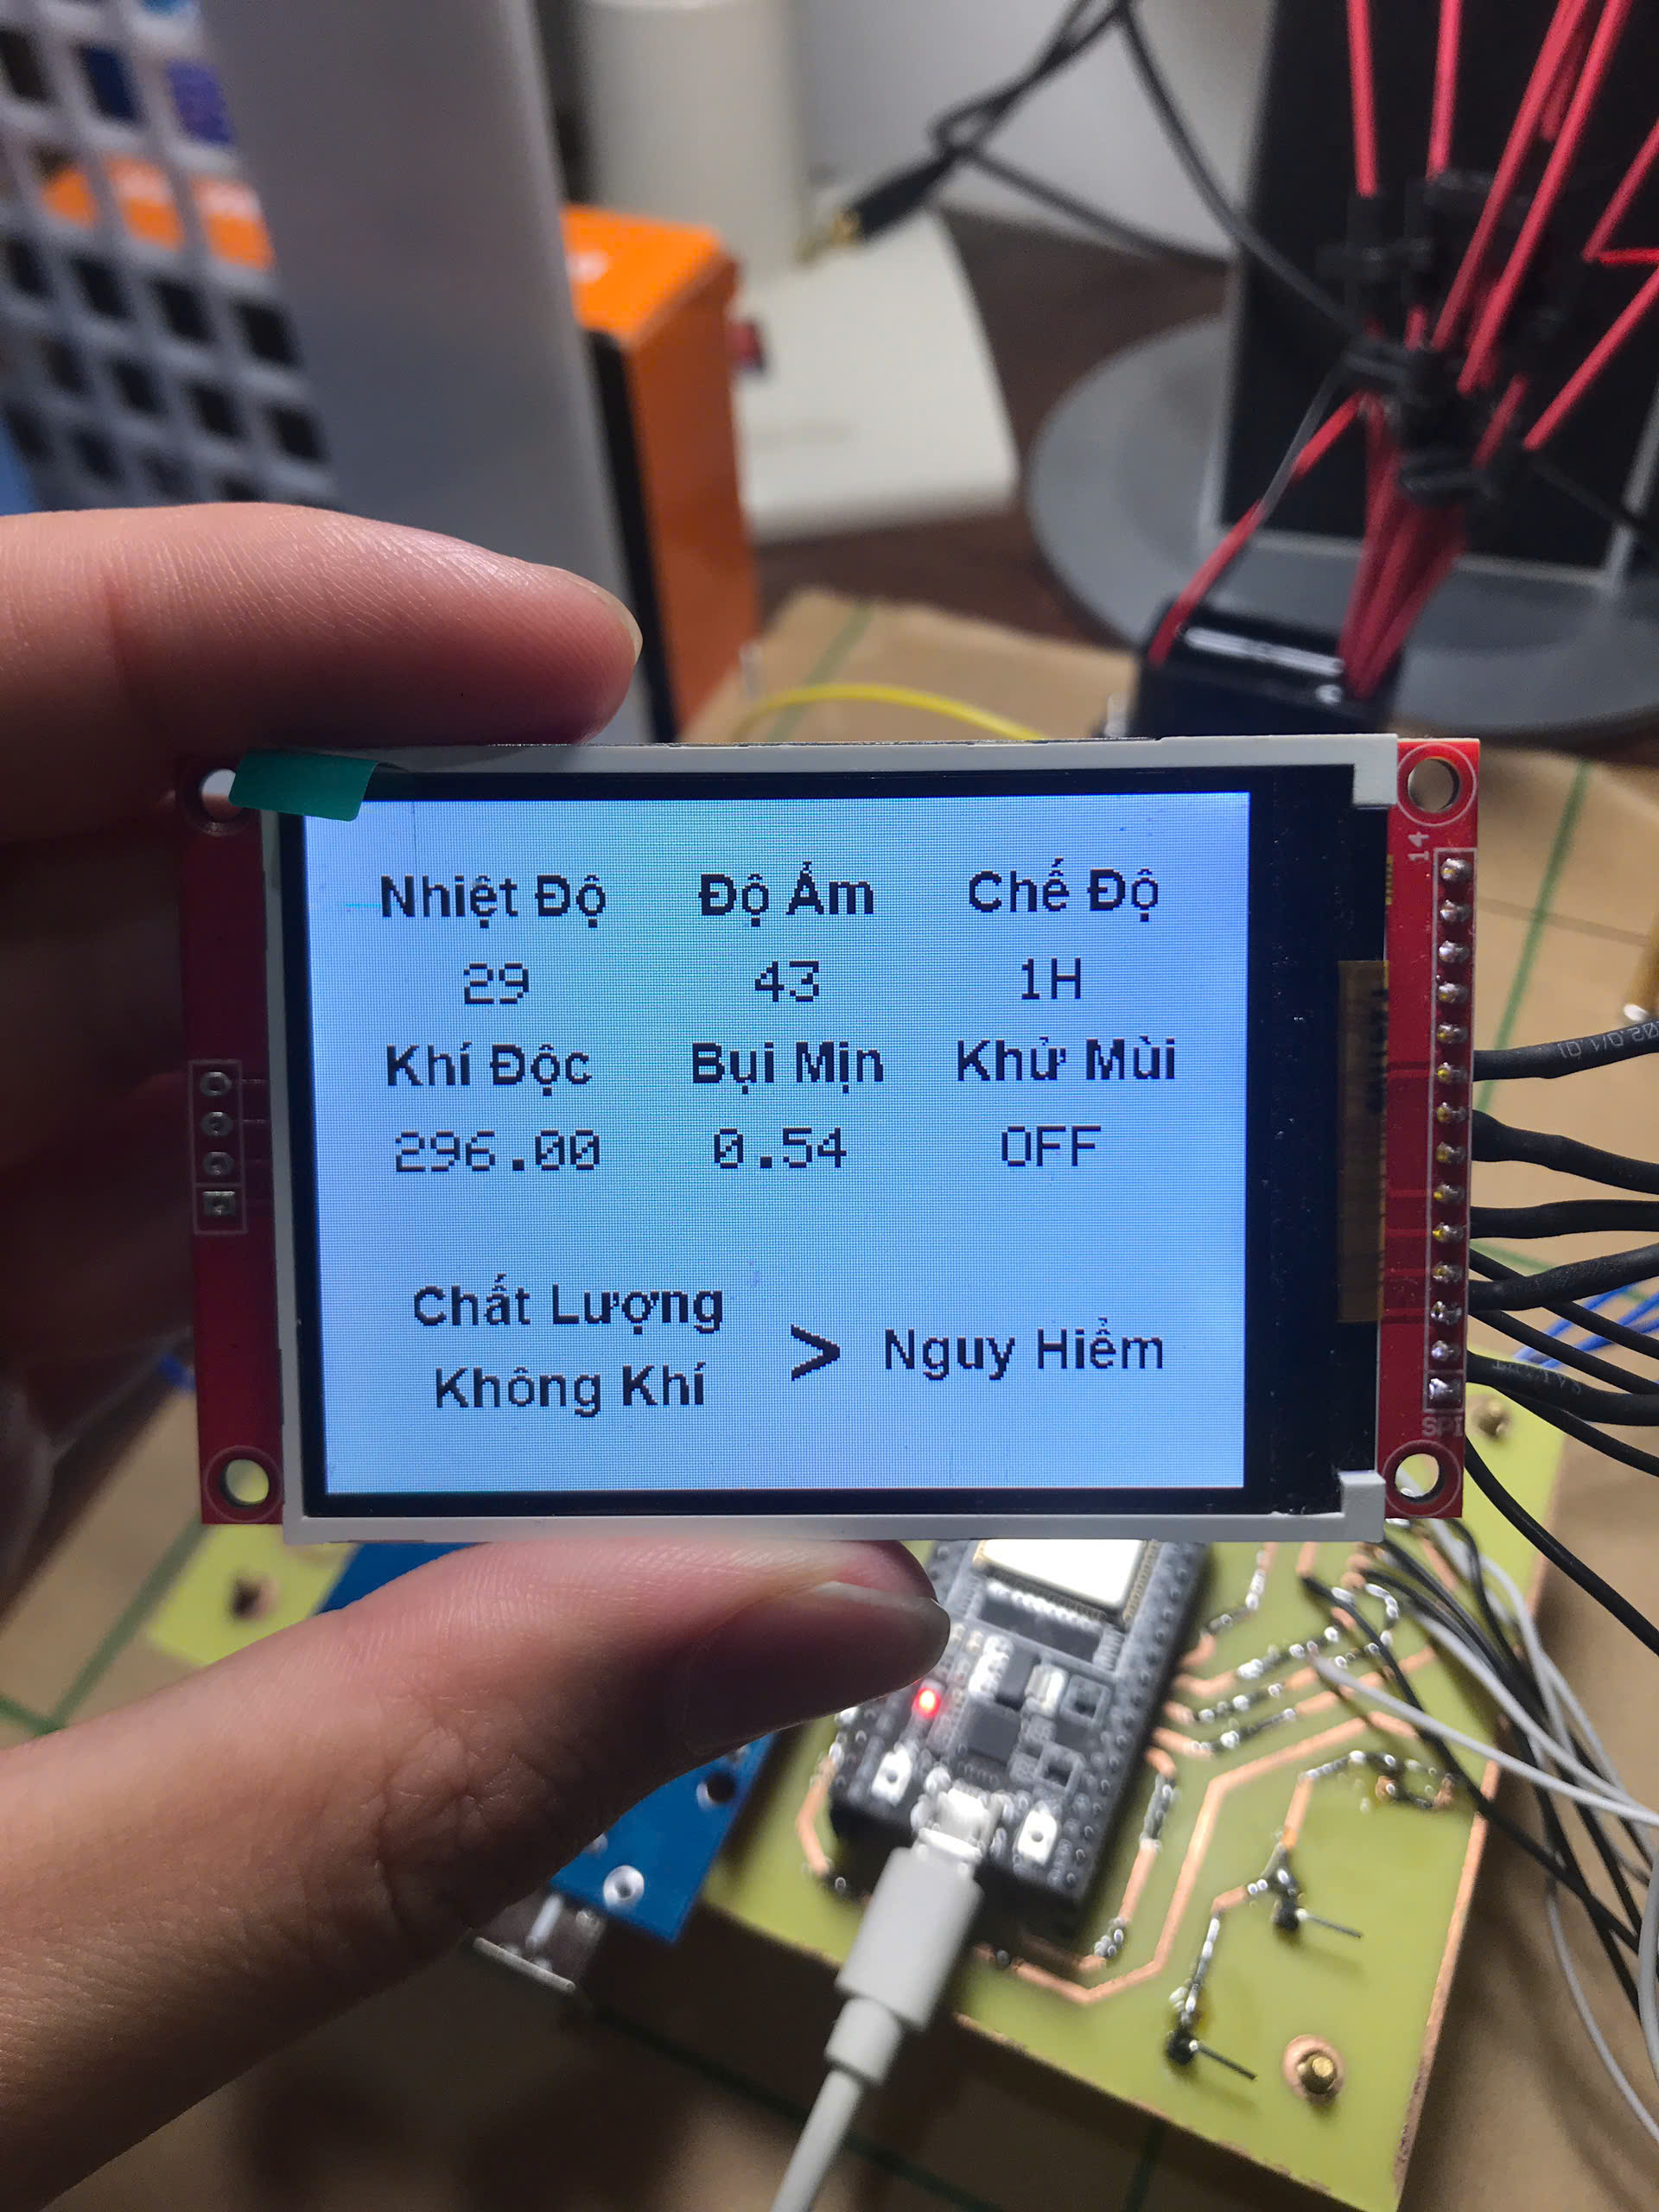 Nhiệt Độ Độ Ẩm Chế Độ
29 43 1H
Khí Độc Bụi Mịn Khử Mùi
296.00 0.54 OFF
Chất Lượng
Không Khí > Nguy Hiểm
14
SPI